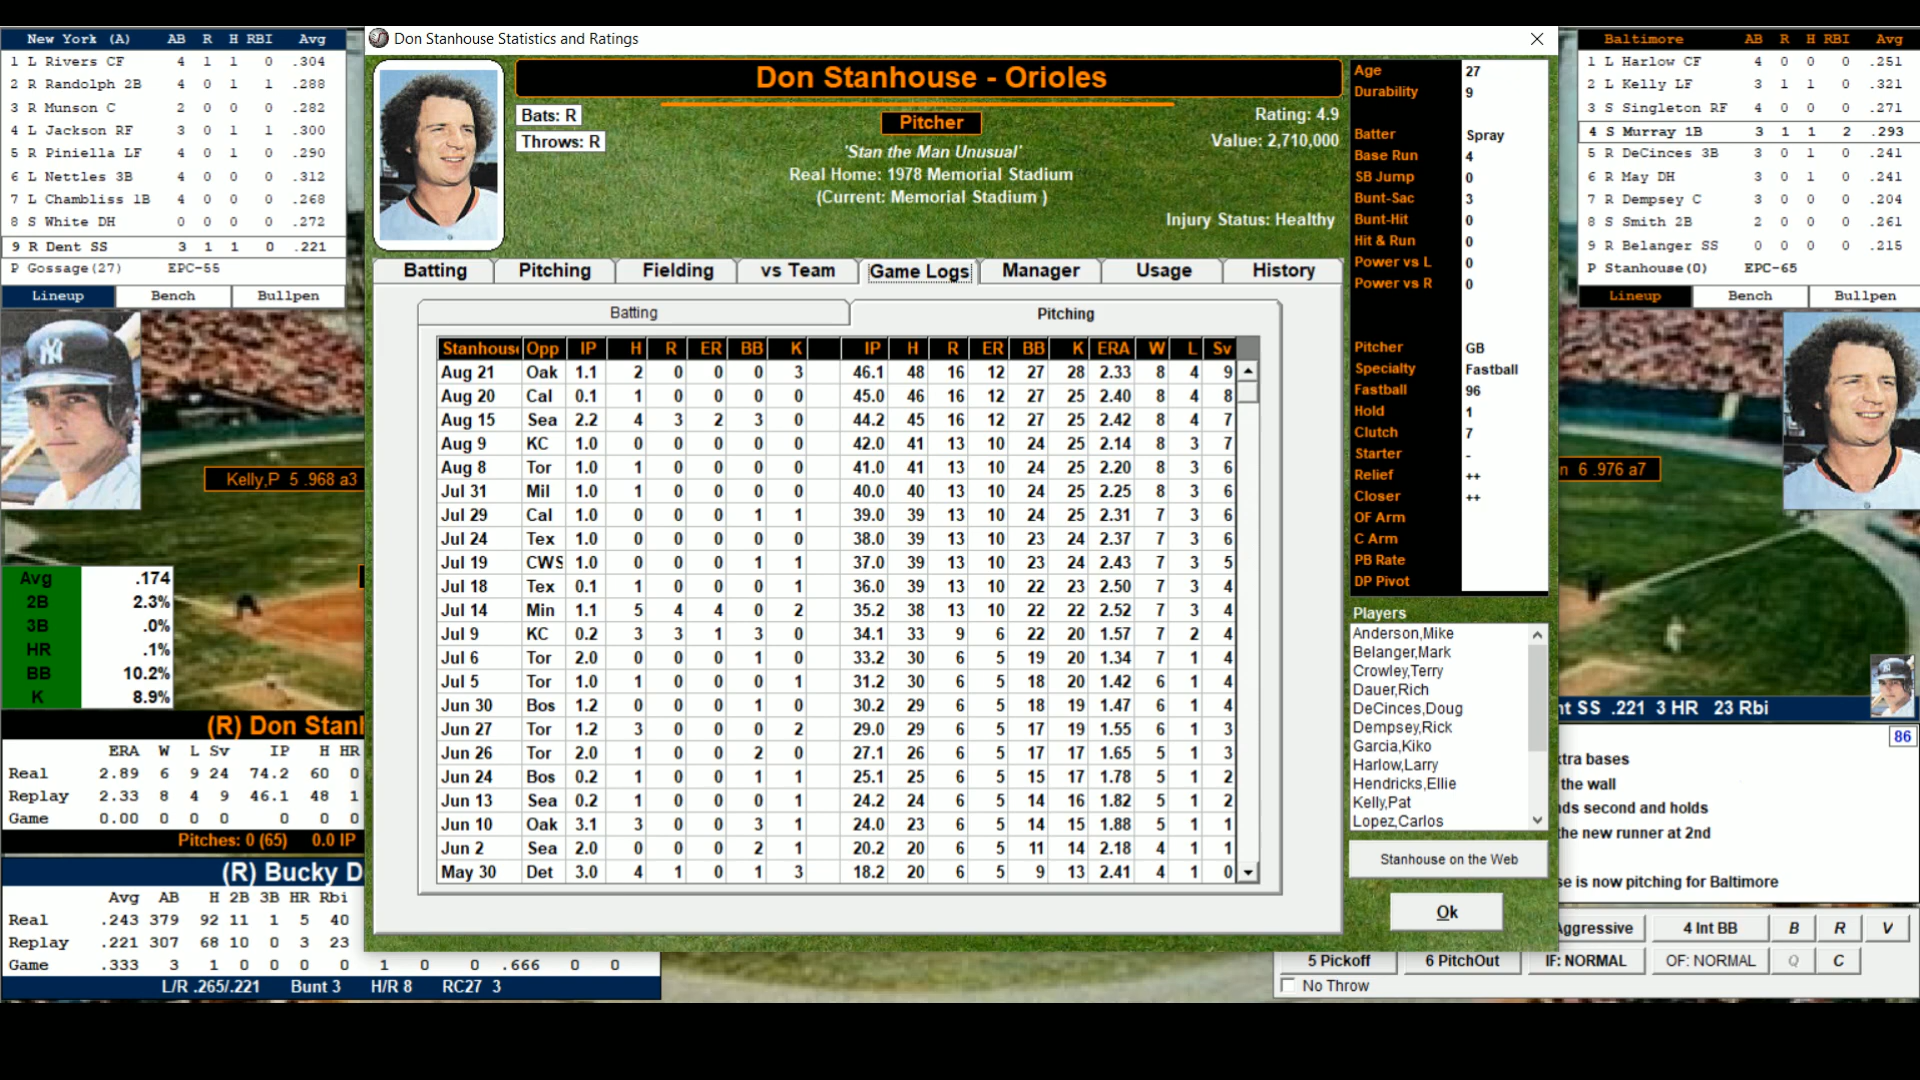 Don Stanhouse Statistics and Ratings
New York (A) AB R H RBI Avg
1 L Rivers CF 4 1 1 0 .304
2 R Randolph 2B 4 0 1 1 .288
3 R Munson C 2 0 0 0 .282
4 L Jackson RF 3 0 1 1 .300
5 R Piniella LF 4 0 1 0 .290
6 L Nettles 3B 4 0 0 0 .312
7 L Chambliss 1B 4 0 0 0 .268
8 S White DH 0 0 0 0 .272
9 R Dent SS 3 1 1 0 .221
P Gossage(27) EPC-55
Lineup Bench Bullpen
Kelly,P 5 .968 a3
Avg .174
2B 2.3%
3B .0%
HR .1%
BB 10.2%
K 8.9%
(R) Don Stanh
ERA W L Sv IP H HR
Real 2.89 6 9 24 74.2 60 0
Replay 2.33 8 4 9 46.1 48 1
Game 0.00 0 0 0 0 0 0
Pitches: 0 (65) 0.0 IP
(R) Bucky D
Avg AB H 2B 3B HR Rbi
Real .243 379 92 11 1 5 40
Replay .221 307 68 10 0 3 23
Game .333 3 1 0 0 0 0 1 0 0 .666 0 0
L/R .265/.221 Bunt 3 H/R 8 RC27 3
Don Stanhouse - Orioles
Bats: R
Throws: R
Pitcher
'Stan the Man Unusual'
Real Home: 1978 Memorial Stadium
(Current: Memorial Stadium )
Rating: 4.9
Value: 2,710,000
Injury Status: Healthy
Batting Pitching Fielding vs Team Game Logs Manager Usage History
Batting Pitching
Stanhouse Opp IP H R ER BB K IP H R ER BB K ERA W L Sv
Aug 21 Oak 1.1 2 0 0 0 3 46.1 48 16 12 27 28 2.33 8 4 9
Aug 20 Cal 0.1 1 0 0 0 0 45.0 46 16 12 27 25 2.40 8 4 8
Aug 15 Sea 2.2 4 3 2 3 0 44.2 45 16 12 27 25 2.42 8 4 7
Aug 9 KC 1.0 0 0 0 0 0 42.0 41 13 10 24 25 2.14 8 3 7
Aug 8 Tor 1.0 1 0 0 0 0 41.0 41 13 10 24 25 2.20 8 3 6
Jul 31 Mil 1.0 1 0 0 0 0 40.0 40 13 10 24 25 2.25 8 3 6
Jul 29 Cal 1.0 0 0 0 1 1 39.0 39 13 10 24 25 2.31 7 3 6
Jul 24 Tex 1.0 0 0 0 0 0 38.0 39 13 10 23 24 2.37 7 3 6
Jul 19 CWS 1.0 0 0 0 1 1 37.0 39 13 10 23 24 2.43 7 3 5
Jul 18 Tex 0.1 1 0 0 0 1 36.0 39 13 10 22 23 2.50 7 3 4
Jul 14 Min 1.1 5 4 4 0 2 35.2 38 13 10 22 22 2.52 7 3 4
Jul 9 KC 0.2 3 3 1 3 0 34.1 33 9 6 22 20 1.57 7 2 4
Jul 6 Tor 2.0 0 0 0 1 0 33.2 30 6 5 19 20 1.34 7 1 4
Jul 5 Tor 1.0 1 0 0 0 1 31.2 30 6 5 18 20 1.42 6 1 4
Jun 30 Bos 1.2 0 0 0 1 0 30.2 29 6 5 18 19 1.47 6 1 4
Jun 27 Tor 1.2 3 0 0 0 2 29.0 29 6 5 17 19 1.55 6 1 3
Jun 26 Tor 2.0 1 0 0 2 0 27.1 26 6 5 17 17 1.65 5 1 3
Jun 24 Bos 0.2 1 0 0 1 1 25.1 25 6 5 15 17 1.78 5 1 2
Jun 13 Sea 0.2 1 0 0 0 1 24.2 24 6 5 14 16 1.82 5 1 2
Jun 10 Oak 3.1 3 0 0 3 1 24.0 23 6 5 14 15 1.88 5 1 1
Jun 2 Sea 2.0 0 0 0 2 1 20.2 20 6 5 11 14 2.18 4 1 1
May 30 Det 3.0 4 1 0 1 3 18.2 20 6 5 9 13 2.41 4 1 0
Age 27
Durability 9
Batter Spray
Base Run 4
SB Jump 0
Bunt-Sac 3
Bunt-Hit 0
Hit & Run 0
Power vs L 0
Power vs R 0
Pitcher GB
Specialty Fastball
Fastball 96
Hold 1
Clutch 7
Starter -
Relief ++
Closer ++
OF Arm
C Arm
PB Rate
DP Pivot
Players
Anderson,Mike
Belanger,Mark
Crowley,Terry
Dauer,Rich
DeCinces,Doug
Dempsey,Rick
Garcia,Kiko
Harlow,Larry
Hendricks,Ellie
Kelly,Pat
Lopez,Carlos
Stanhouse on the Web
Ok
Baltimore AB R H RBI Avg
1 L Harlow CF 4 0 0 0 .251
2 L Kelly LF 3 1 1 0 .321
3 S Singleton RF 4 0 0 0 .271
4 S Murray 1B 3 1 1 2 .293
5 R DeCinces 3B 3 0 1 0 .241
6 R May DH 3 0 1 0 .241
7 R Dempsey C 3 0 0 0 .204
8 S Smith 2B 2 0 0 0 .261
9 R Belanger SS 0 0 0 0 .215
P Stanhouse(0) EPC-65
Lineup Bench Bullpen
n 6 .976 a7
nt SS .221 3 HR 23 Rbi
86
xtra bases
the wall
nds second and holds
the new runner at 2nd
se is now pitching for Baltimore
Aggressive 4 Int BB B R V
5 Pickoff 6 PitchOut IF: NORMAL OF: NORMAL Q C
No Throw